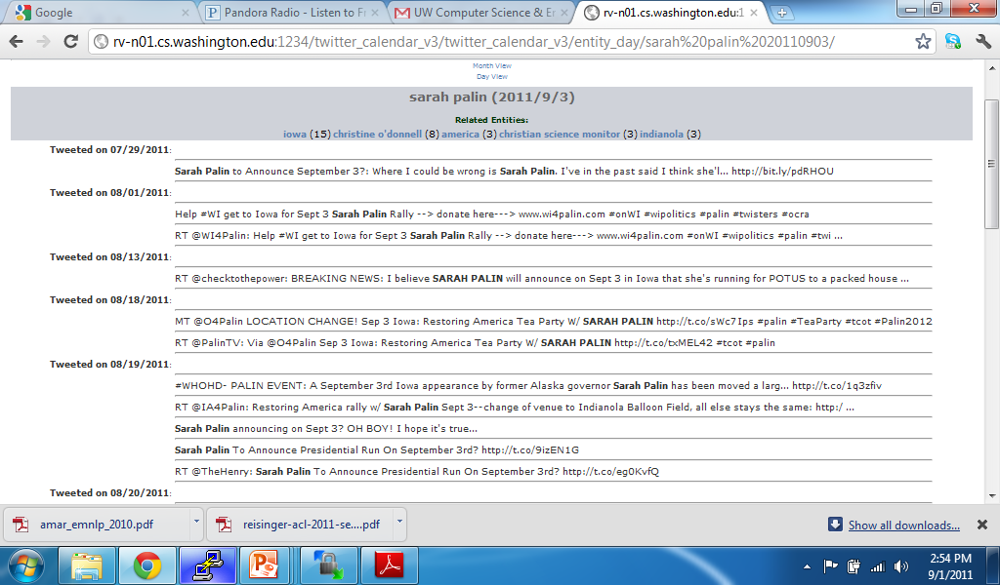 Google
Pandora Radio - Listen to Fr
UW Computer Science & En
rv-n01.cs.washington.edu:1
rv-n01.cs.washington.edu:1234/twitter_calendar_v3/twitter_calendar_v3/entity_day/sarah%20palin%2020110903/
Month View
Day View
sarah palin (2011/9/3)
Related Entities:
iowa (15) christine o'donnell (8) america (3) christian science monitor (3) indianola (3)
Tweeted on 07/29/2011:
Sarah Palin to Announce September 3?: Where I could be wrong is Sarah Palin. I've in the past said I think she'l... http://bit.ly/pdRHOU
Tweeted on 08/01/2011:
Help #WI get to Iowa for Sept 3 Sarah Palin Rally --> donate here---> www.wi4palin.com #onWI #wipolitics #palin #twisters #ocra
RT @WI4Palin: Help #WI get to Iowa for Sept 3 Sarah Palin Rally --> donate here---> www.wi4palin.com #onWI #wipolitics #palin #twi ...
Tweeted on 08/13/2011:
RT @checktothepower: BREAKING NEWS: I believe SARAH PALIN will announce on Sept 3 in Iowa that she's running for POTUS to a packed house ...
Tweeted on 08/18/2011:
MT @O4Palin LOCATION CHANGE! Sep 3 Iowa: Restoring America Tea Party W/ SARAH PALIN http://t.co/sWc7Ips #palin #TeaParty #tcot #Palin2012
RT @PalinTV: Via @O4Palin Sep 3 Iowa: Restoring America Tea Party W/ SARAH PALIN http://t.co/txMEL42 #tcot #palin
Tweeted on 08/19/2011:
#WHOHD- PALIN EVENT: A September 3rd Iowa appearance by former Alaska governor Sarah Palin has been moved a larg... http://t.co/1q3zfiv
RT @IA4Palin: Restoring America rally w/ Sarah Palin Sept 3--change of venue to Indianola Balloon Field, all else stays the same: http:/ ...
Sarah Palin announcing on Sept 3? OH BOY! I hope it's true...
Sarah Palin To Announce Presidential Run On September 3rd? http://t.co/9izEN1G
RT @TheHenry: Sarah Palin To Announce Presidential Run On September 3rd? http://t.co/eg0KvfQ
Tweeted on 08/20/2011:
amar_emnlp_2010.pdf
reisinger-acl-2011-se....pdf
Show all downloads...
2:54 PM
9/1/2011